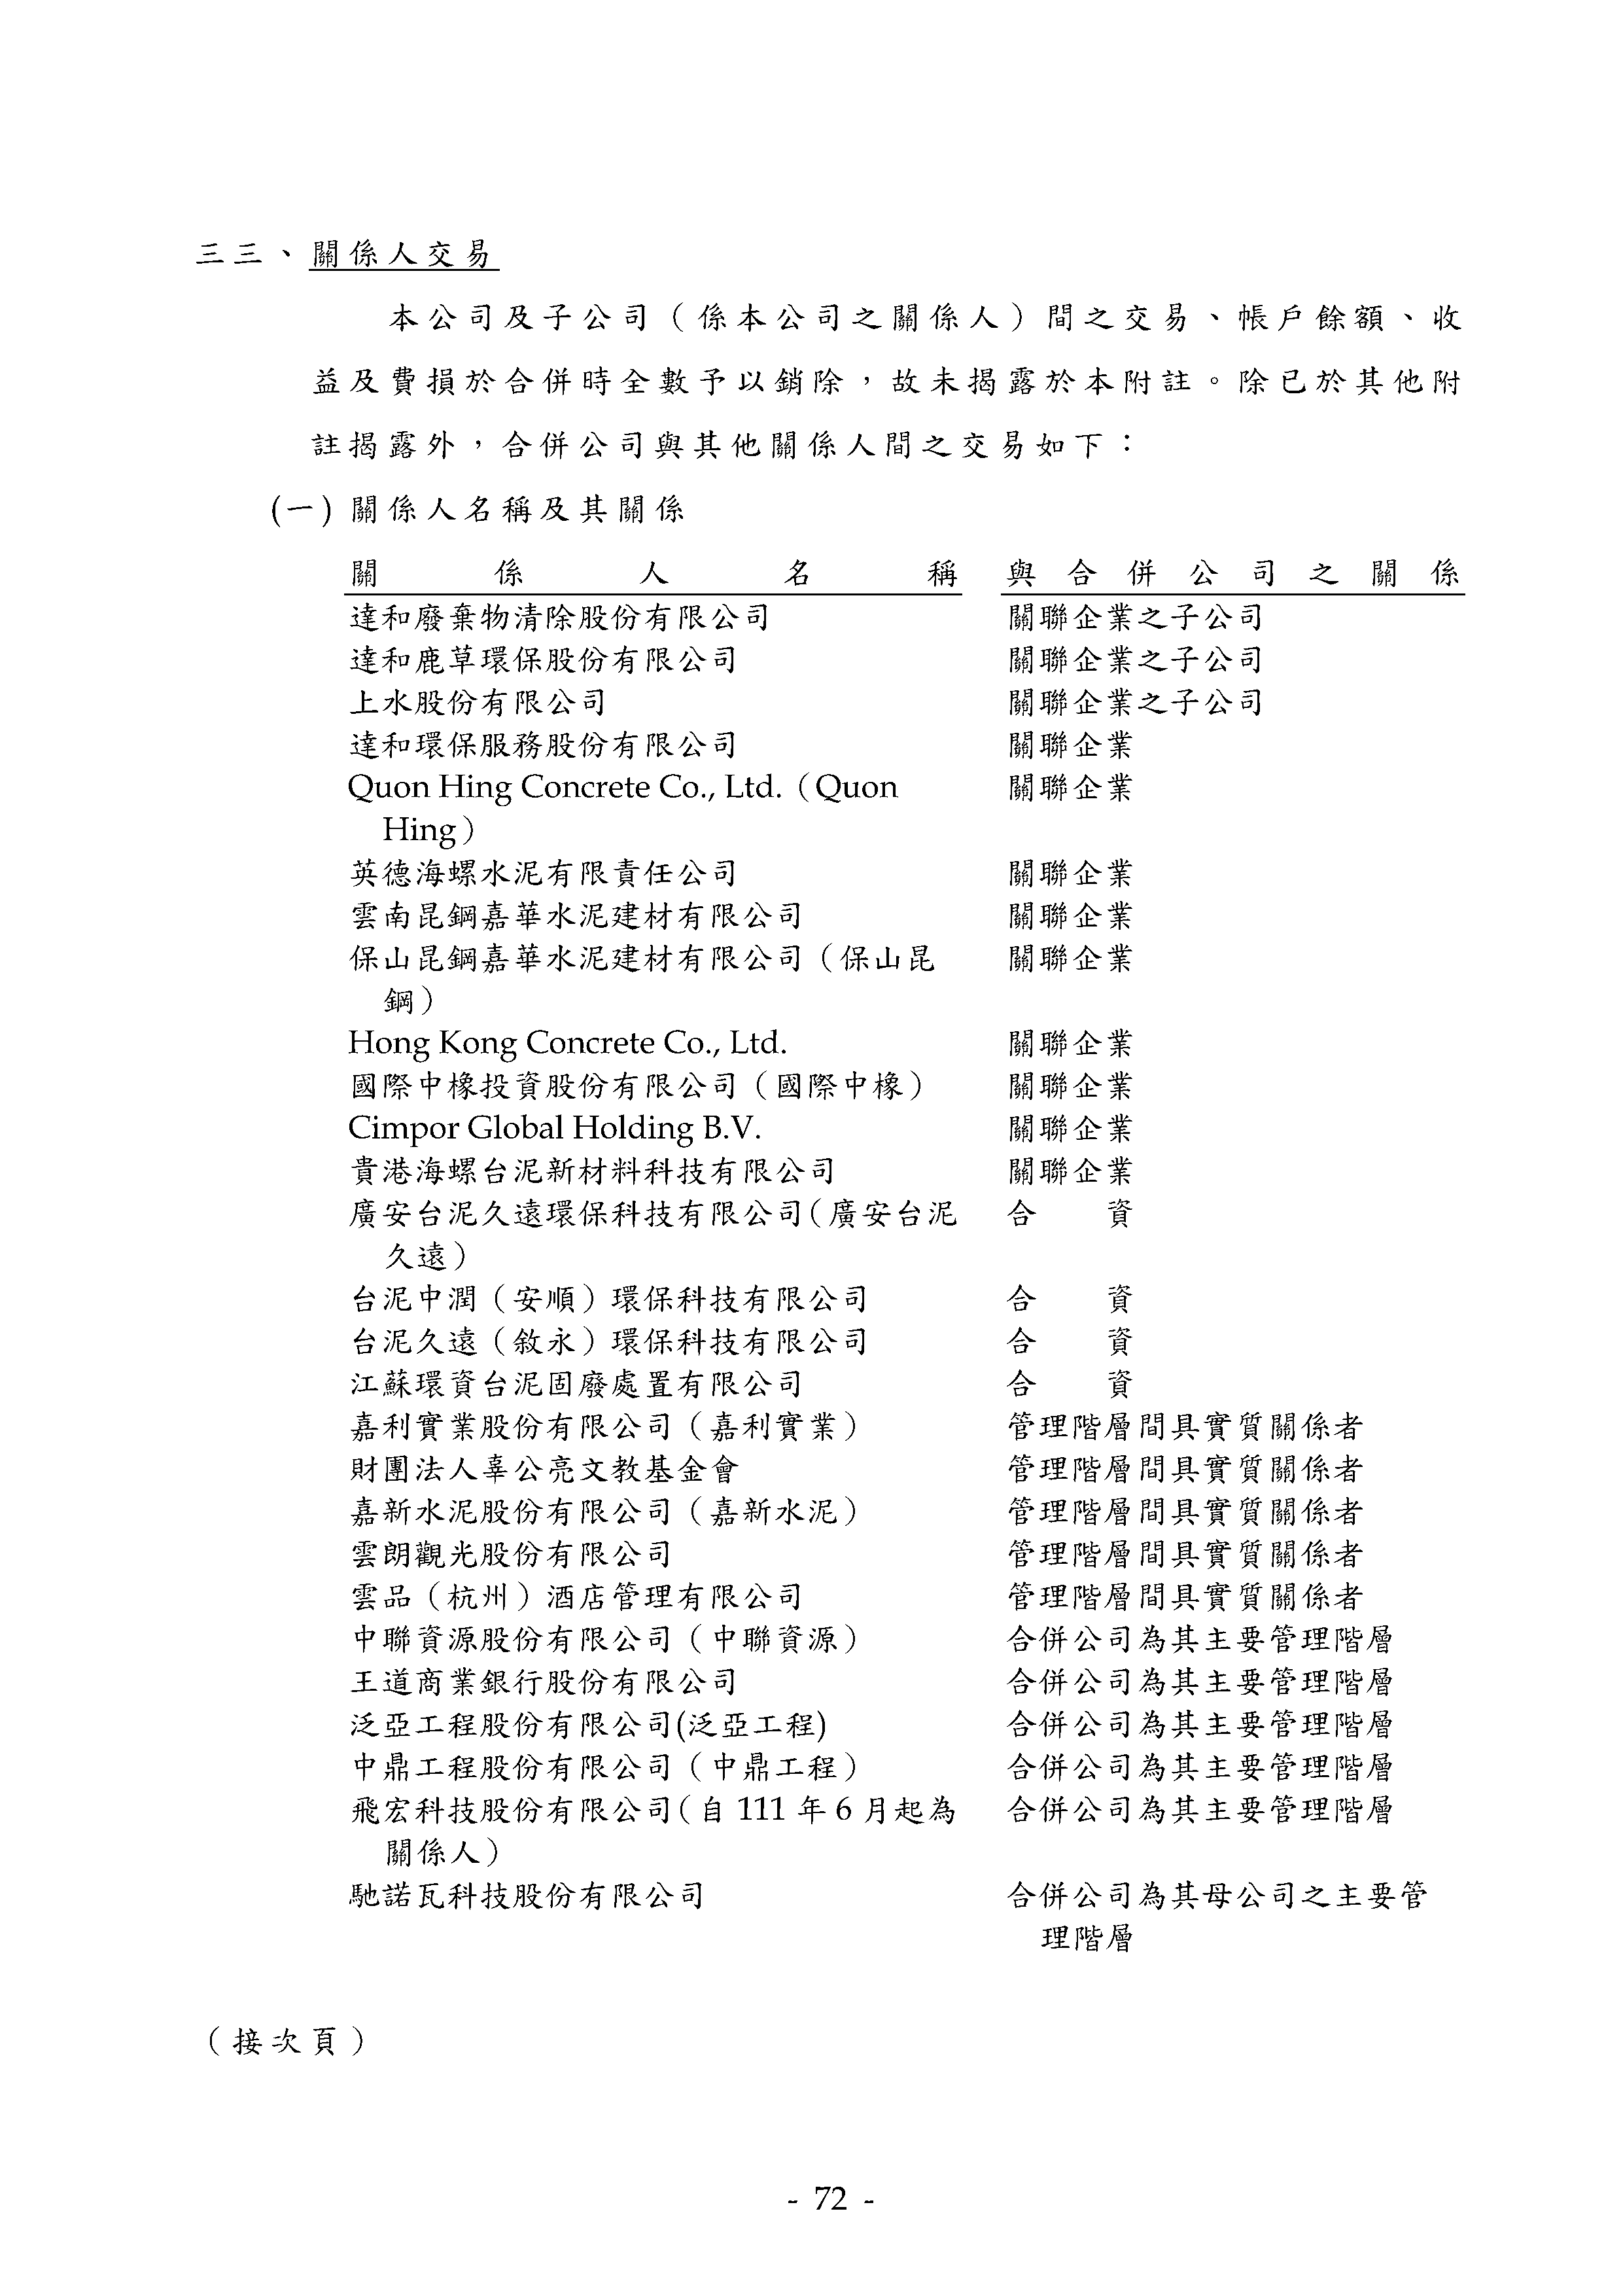 三三、關係人交易
本公司及子公司（係本公司之關係人）間之交易、帳戶餘額、收
益及費損於合併時全數予以銷除，故未揭露於本附註。除已於其他附
註揭露外，合併公司與其他關係人間之交易如下：
(一) 關係人名稱及其關係
關係人名稱 與合併公司之關係
達和廢棄物清除股份有限公司 關聯企業之子公司
達和鹿草環保股份有限公司 關聯企業之子公司
上水股份有限公司 關聯企業之子公司
達和環保服務股份有限公司 關聯企業
Quon Hing Concrete Co., Ltd.（Quon 關聯企業
Hing）
英德海螺水泥有限責任公司 關聯企業
雲南昆鋼嘉華水泥建材有限公司 關聯企業
保山昆鋼嘉華水泥建材有限公司（保山昆 關聯企業
鋼）
Hong Kong Concrete Co., Ltd. 關聯企業
國際中橡投資股份有限公司（國際中橡） 關聯企業
Cimpor Global Holding B.V. 關聯企業
貴港海螺台泥新材料科技有限公司 關聯企業
廣安台泥久遠環保科技有限公司（廣安台泥 合資
久遠）
台泥中潤（安順）環保科技有限公司 合資
台泥久遠（敘永）環保科技有限公司 合資
江蘇環資台泥固廢處置有限公司 合資
嘉利實業股份有限公司（嘉利實業） 管理階層間具實質關係者
財團法人辜公亮文教基金會 管理階層間具實質關係者
嘉新水泥股份有限公司（嘉新水泥） 管理階層間具實質關係者
雲朗觀光股份有限公司 管理階層間具實質關係者
雲品（杭州）酒店管理有限公司 管理階層間具實質關係者
中聯資源股份有限公司（中聯資源） 合併公司為其主要管理階層
王道商業銀行股份有限公司 合併公司為其主要管理階層
泛亞工程股份有限公司(泛亞工程) 合併公司為其主要管理階層
中鼎工程股份有限公司（中鼎工程） 合併公司為其主要管理階層
飛宏科技股份有限公司（自 111 年 6 月起為 合併公司為其主要管理階層
關係人）
馳諾瓦科技股份有限公司 合併公司為其母公司之主要管
理階層
（接次頁）
- 72 -